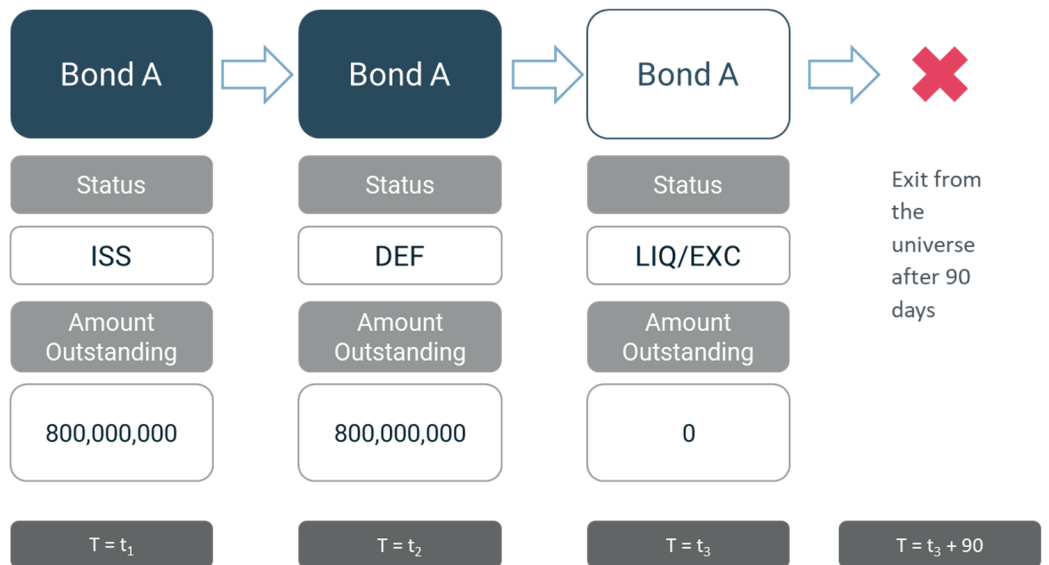 Bond A
Bond A
Bond A
Status
Status
Status
Exit from
the
universe
after 90
days
ISS
DEF
LIQ/EXC
Amount
Outstanding
Amount
Outstanding
Amount
Outstanding
800,000,000
800,000,000
0
T = t₁
T = t₂
T = t₃
T = t₃ + 90